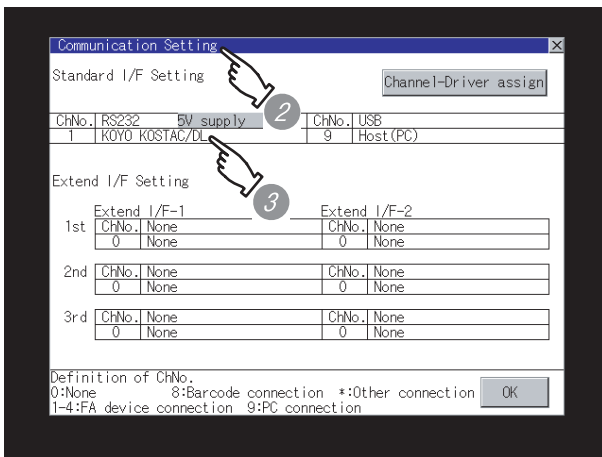 Communication Setting ×
Standard I/F Setting
Channel-Driver assign
ChNo. RS232 5V supply ChNo. USB
1 KOYO KOSTAC/DL 9 Host(PC)
2
3
Extend I/F Setting
Extend I/F-1 Extend I/F-2
1st ChNo. None ChNo. None
0 None 0 None
2nd ChNo. None ChNo. None
0 None 0 None
3rd ChNo. None ChNo. None
0 None 0 None
Definition of ChNo.
0:None 8:Barcode connection *:Other connection OK
1-4:FA device connection 9:PC connection